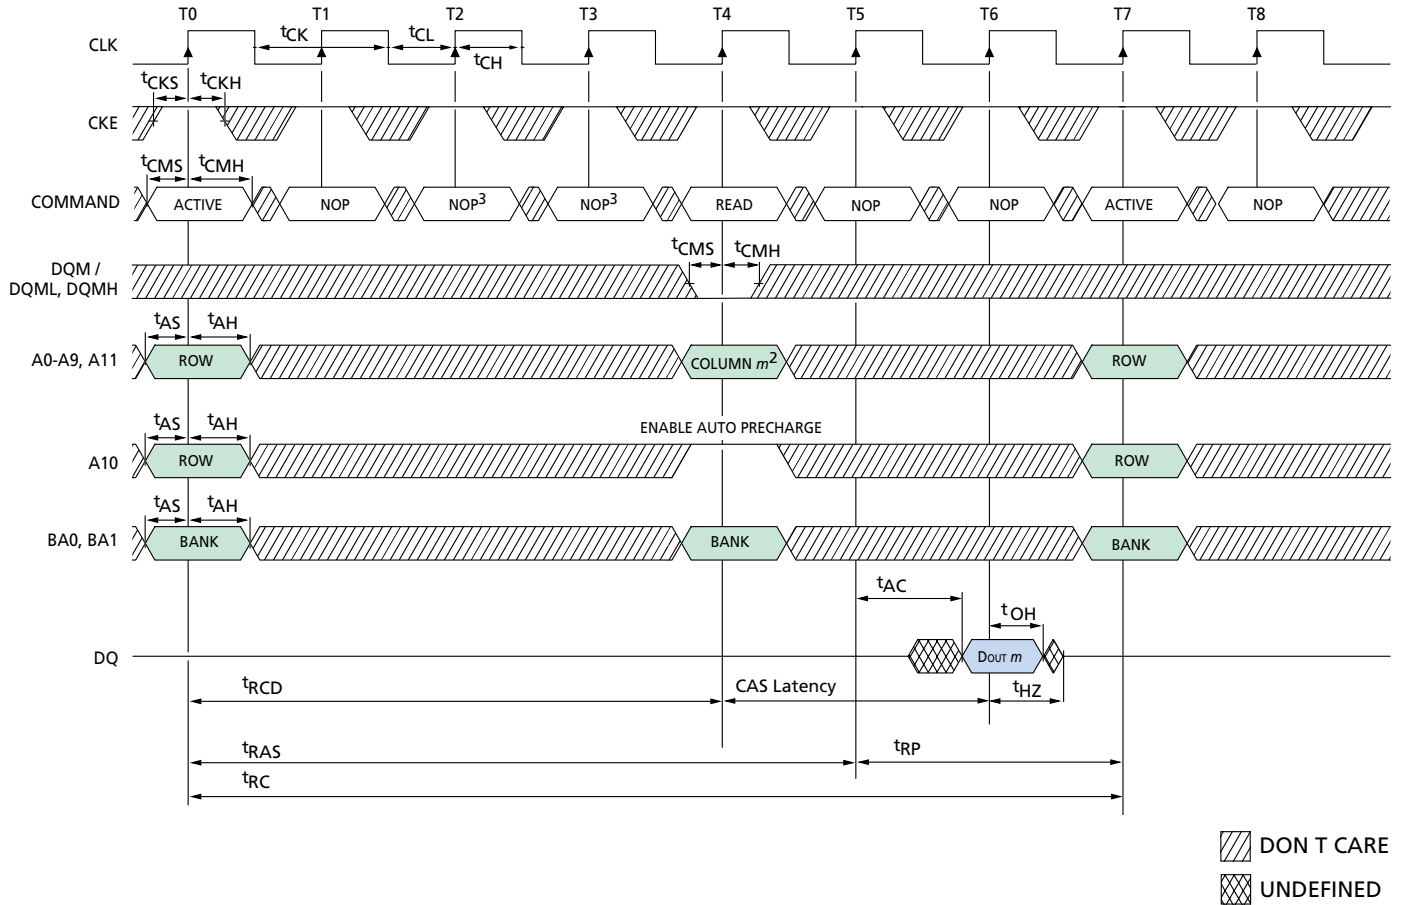 T0 T1 T2 T3 T4 T5 T6 T7 T8
CLK
tCK tCL
tCH
tCKS tCKH
CKE
tCMS tCMH
COMMAND ACTIVE NOP NOP3 NOP3 READ NOP NOP ACTIVE NOP
tCMS tCMH
DQM /
DQML, DQMH
tAS tAH
A0-A9, A11 ROW COLUMN m2 ROW
ENABLE AUTO PRECHARGE
tAS tAH
A10 ROW ROW
tAS tAH
BA0, BA1 BANK BANK BANK
tAC
tOH
DQ DOUT m
tRCD CAS Latency tHZ
tRAS tRP
tRC
DON T CARE
UNDEFINED